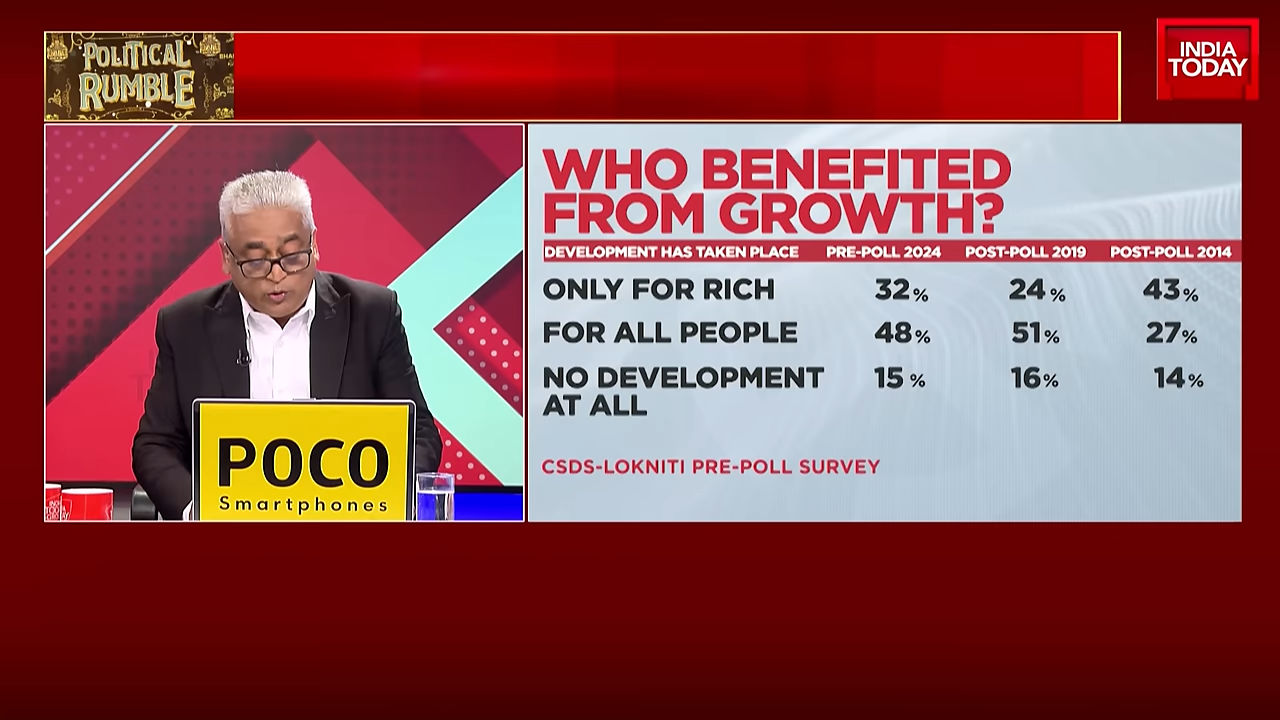 POLITICAL
RUMBLE
INDIA
TODAY
WHO BENEFITED
FROM GROWTH?
DEVELOPMENT HAS TAKEN PLACE PRE-POLL 2024 POST-POLL 2019 POST-POLL 2014
ONLY FOR RICH 32% 24% 43%
FOR ALL PEOPLE 48% 51% 27%
NO DEVELOPMENT 15% 16% 14%
AT ALL
CSDS-LOKNITI PRE-POLL SURVEY
POCO
Smartphones